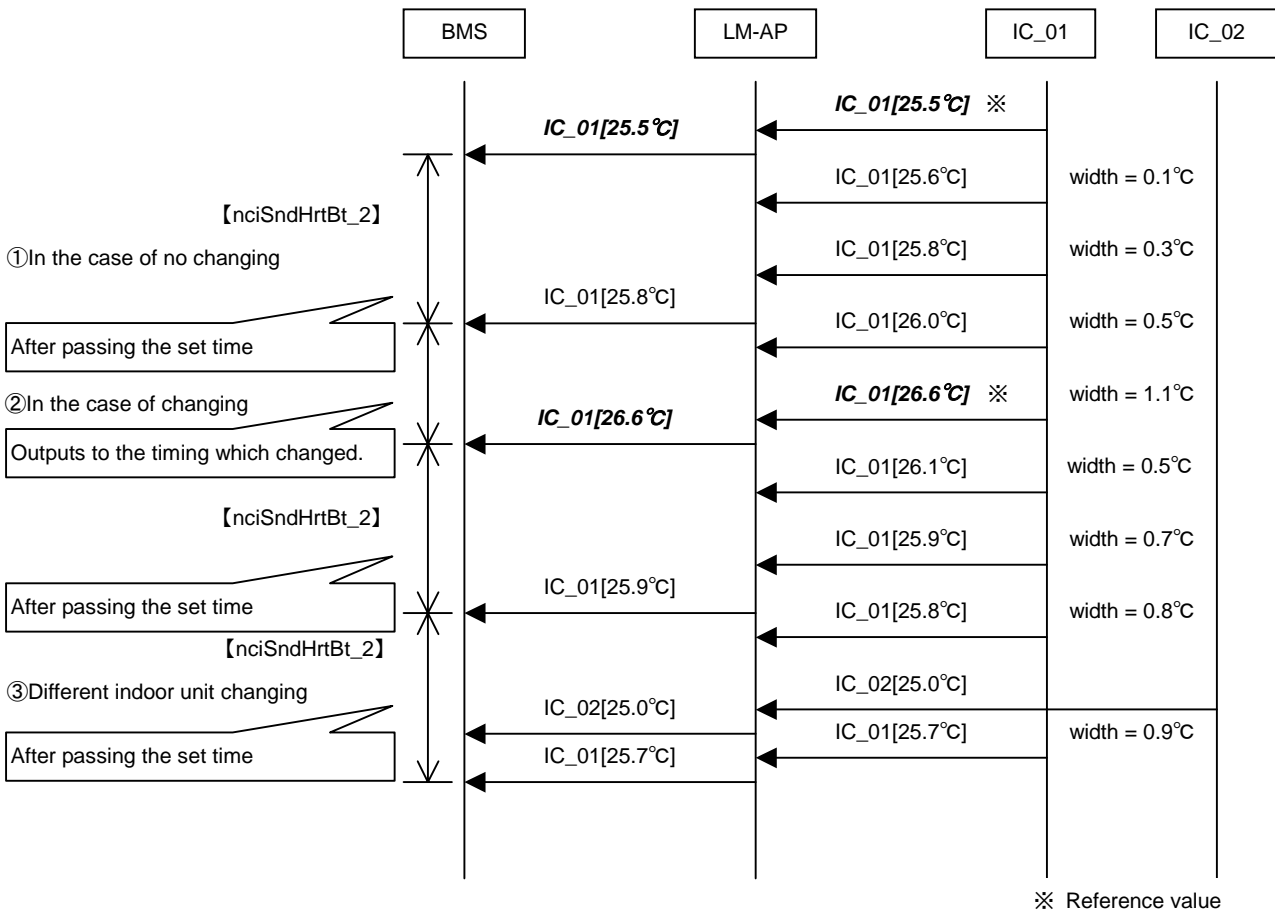 BMS LM-AP IC_01 IC_02
IC_01[25.5℃] ※
IC_01[25.5℃]
IC_01[25.6℃] width = 0.1℃
【nciSndHrtBt_2】
①In the case of no changing
IC_01[25.8℃] width = 0.3℃
IC_01[25.8℃]
IC_01[26.0℃] width = 0.5℃
After passing the set time
②In the case of changing
IC_01[26.6℃] ※ width = 1.1℃
IC_01[26.6℃]
Outputs to the timing which changed.
IC_01[26.1℃] width = 0.5℃
【nciSndHrtBt_2】
IC_01[25.9℃] width = 0.7℃
IC_01[25.9℃]
After passing the set time
IC_01[25.8℃] width = 0.8℃
【nciSndHrtBt_2】
③Different indoor unit changing
IC_02[25.0℃]
IC_02[25.0℃]
IC_01[25.7℃] width = 0.9℃
After passing the set time
IC_01[25.7℃]
※ Reference value